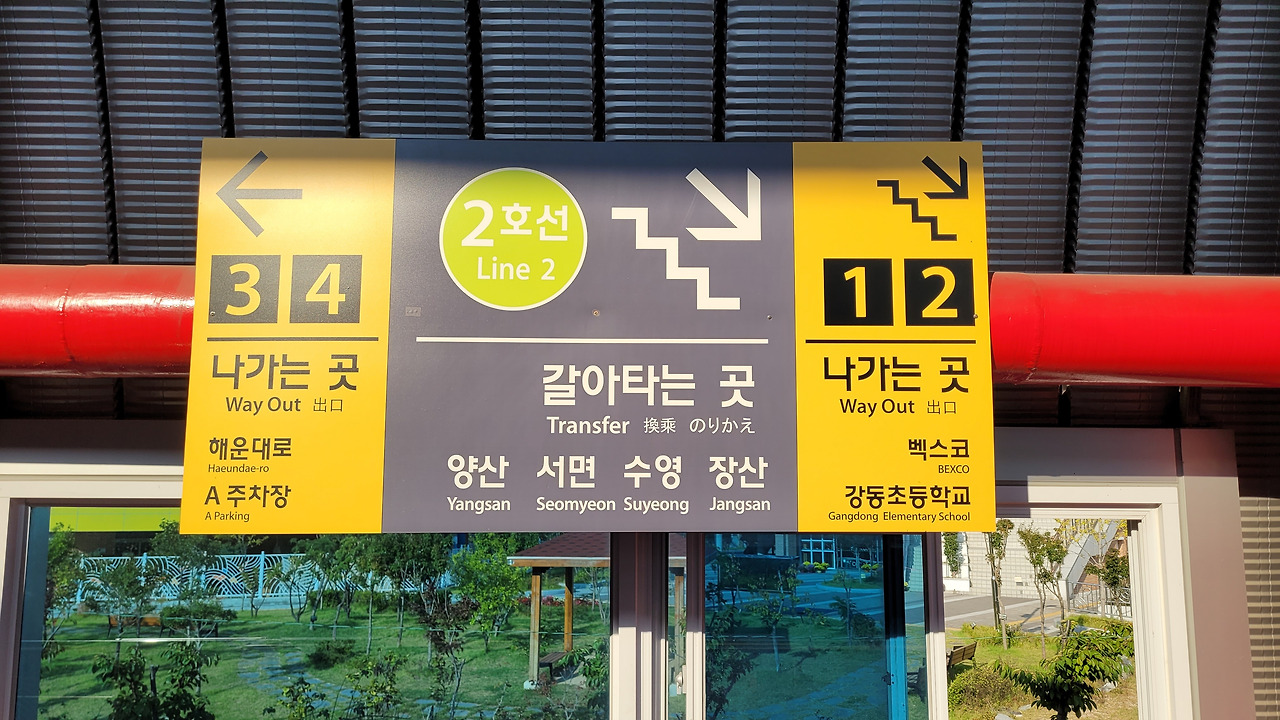 3 4
나가는 곳
Way Out 出口
해운대로
Haeundae-ro
A 주차장
A Parking
2호선
Line 2
갈아타는 곳
Transfer 換乘 のりかえ
양산 서면 수영 장산
Yangsan Seomyeon Suyeong Jangsan
1 2
나가는 곳
Way Out 出口
벡스코
BEXCO
강동초등학교
Gangdong Elementary School